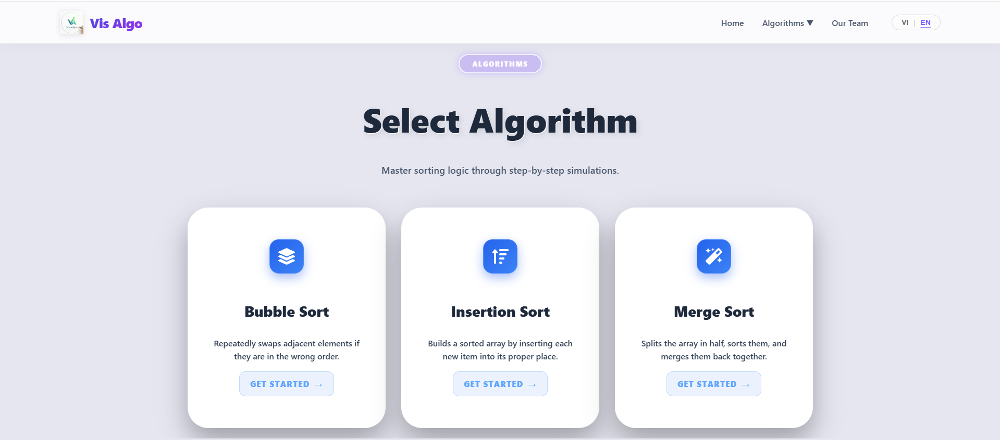 Vis Algo
Vis Algo
Home
Algorithms ▼
Our Team
VI | EN
ALGORITHMS
Select Algorithm
Master sorting logic through step-by-step simulations.
Bubble Sort
Repeatedly swaps adjacent elements if
they are in the wrong order.
GET STARTED →
Insertion Sort
Builds a sorted array by inserting each
new item into its proper place.
GET STARTED →
Merge Sort
Splits the array in half, sorts them, and
merges them back together.
GET STARTED →